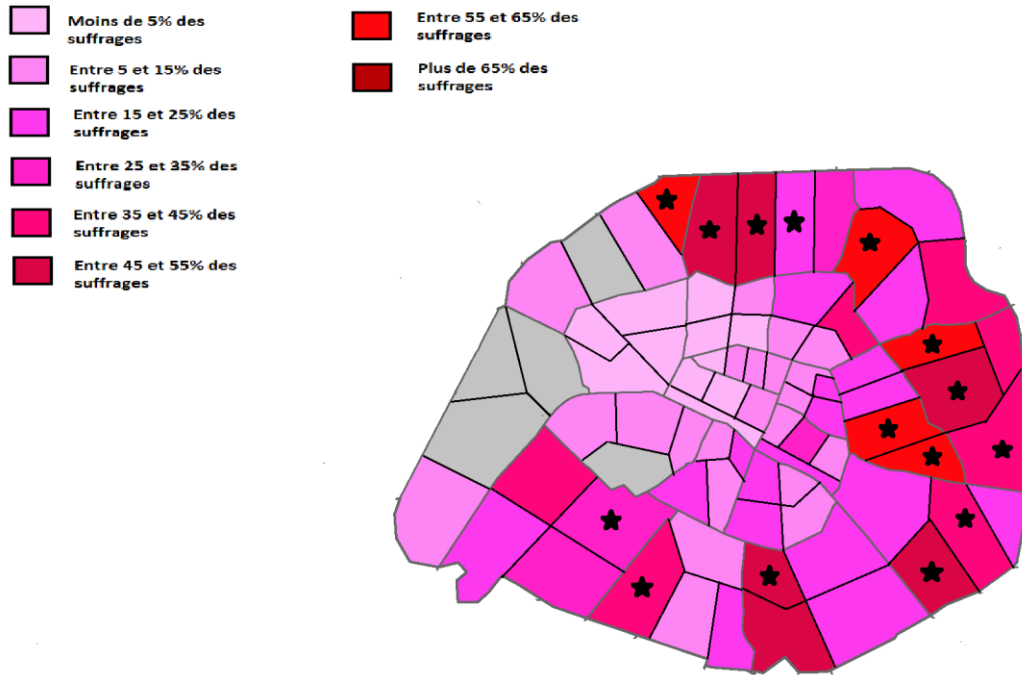 Moins de 5% des
suffrages
Entre 5 et 15% des
suffrages
Entre 15 et 25% des
suffrages
Entre 25 et 35% des
suffrages
Entre 35 et 45% des
suffrages
Entre 45 et 55% des
suffrages
Entre 55 et 65% des
suffrages
Plus de 65% des
suffrages